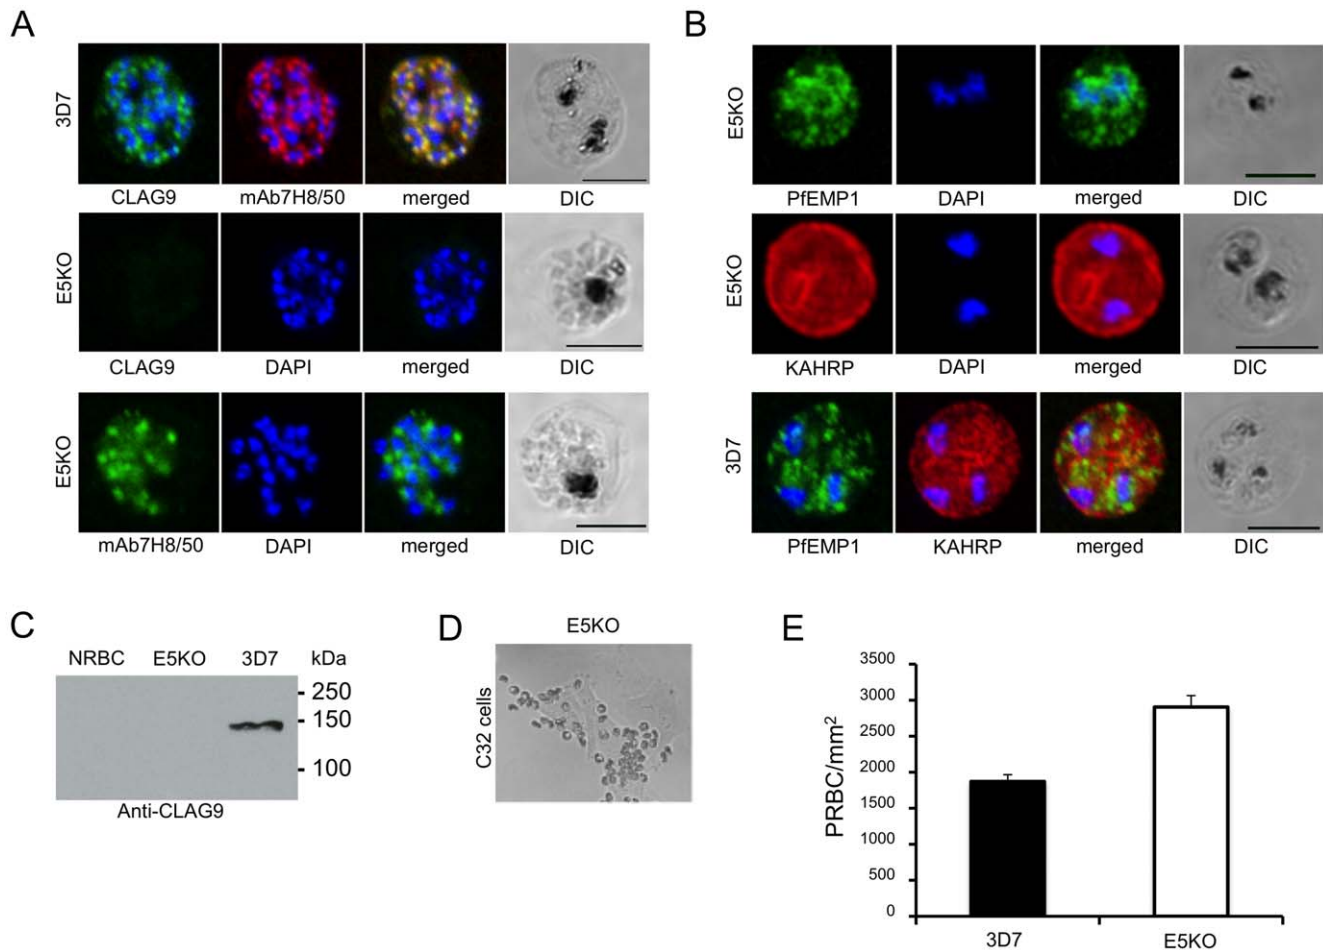 A
3D7
CLAG9 mAb7H8/50 merged DIC
E5KO
CLAG9 DAPI merged DIC
E5KO
mAb7H8/50 DAPI merged DIC
B
E5KO
PfEMP1 DAPI merged DIC
E5KO
KAHRP DAPI merged DIC
3D7
PfEMP1 KAHRP merged DIC
C
NRBC E5KO 3D7 kDa
250
150
100
Anti-CLAG9
D
E5KO
C32 cells
E
PRBC/mm²
3500
3000
2500
2000
1500
1000
500
0
3D7 E5KO